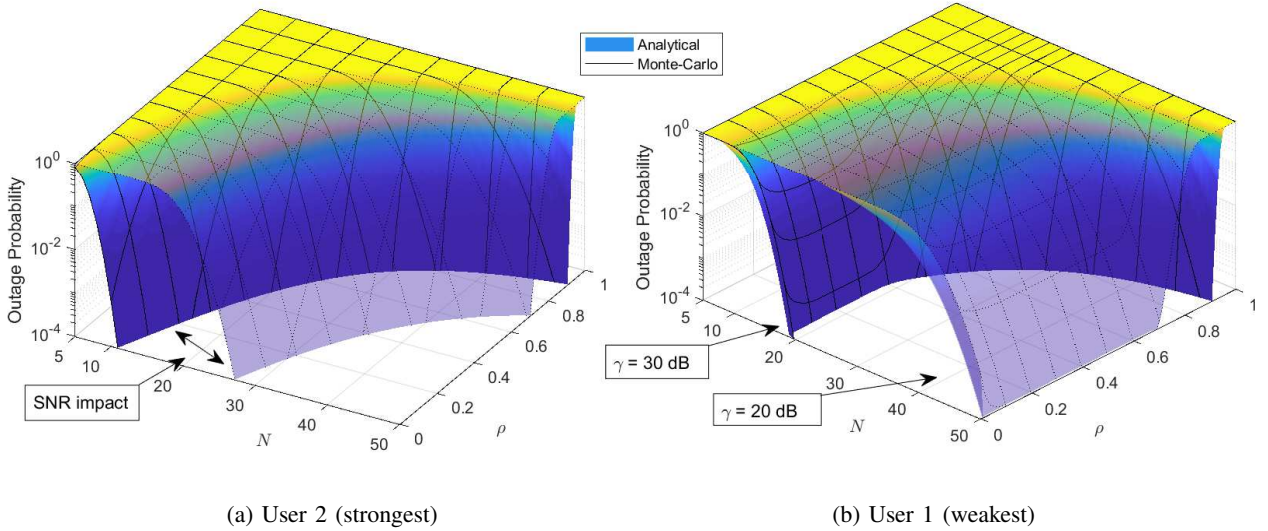 Analytical
Monte-Carlo
Outage Probability
10^0
10^-2
10^-4
5
10
20
30
40
50
N
0
0.2
0.4
0.6
0.8
1
ρ
SNR impact
(a) User 2 (strongest)
Outage Probability
10^0
10^-2
10^-4
5
10
20
30
40
50
N
0
0.2
0.4
0.6
0.8
1
ρ
γ = 30 dB
γ = 20 dB
(b) User 1 (weakest)